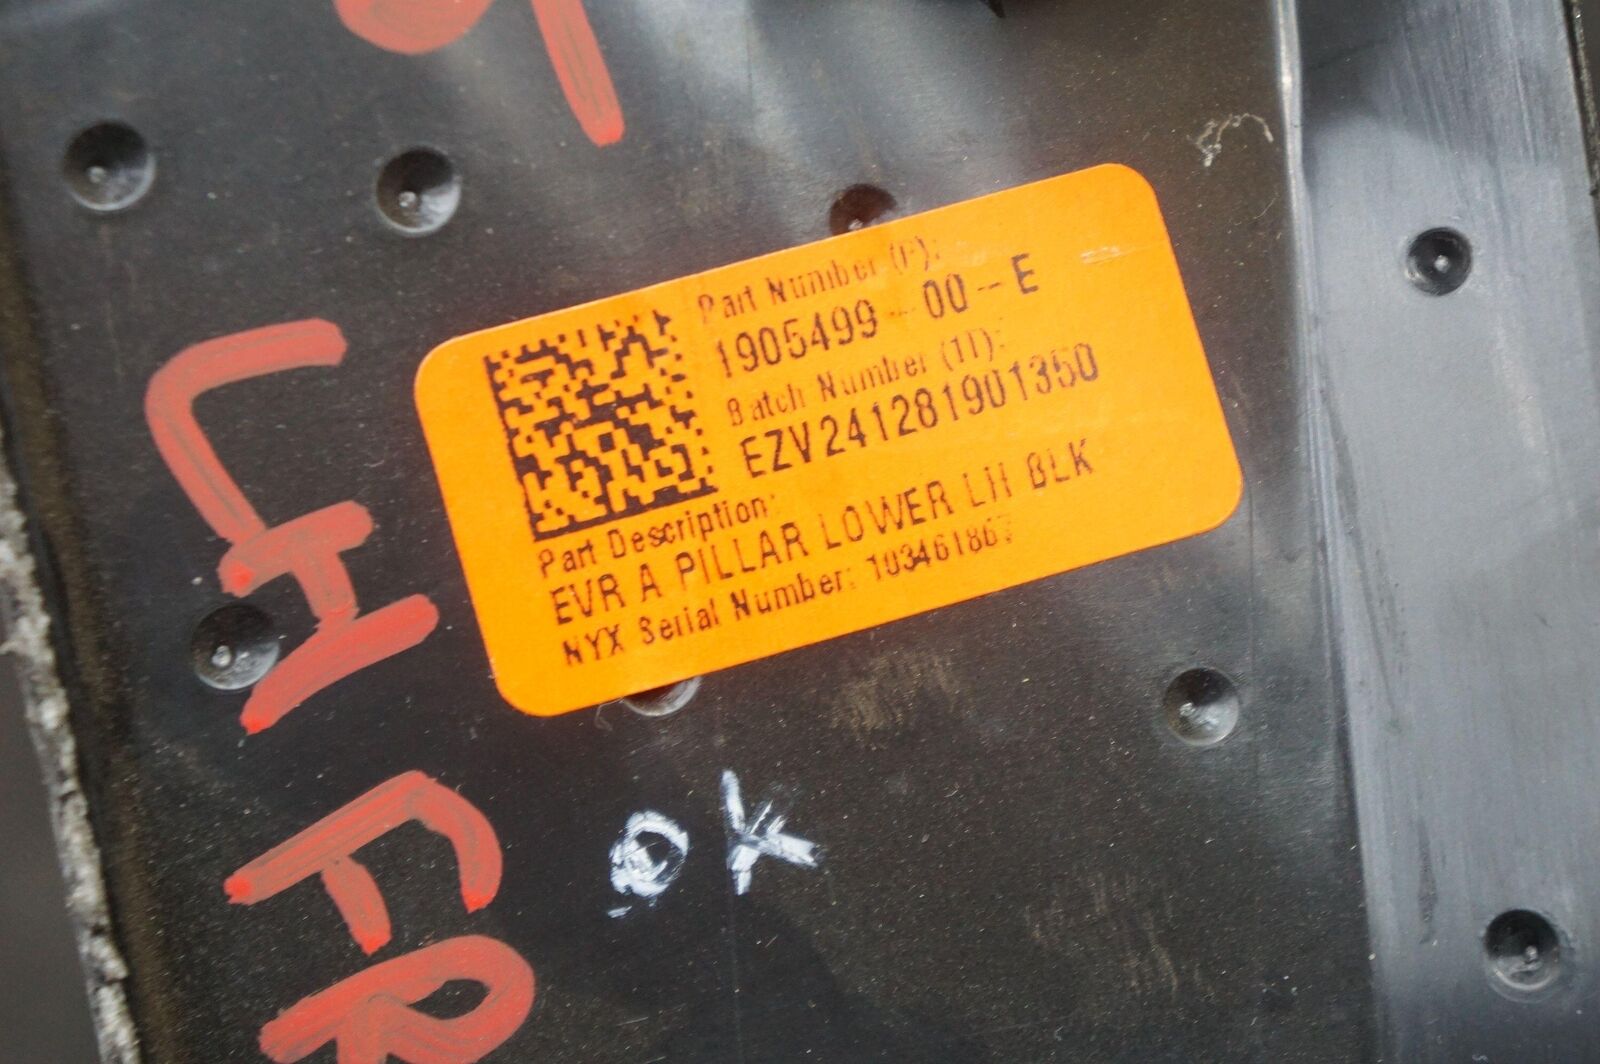 Part Number (P):
1905499-00-E
Batch Number (1T):
EZV241281901350
Part Description:
EVR A PILLAR LOWER LH BLK
NYX Serial Number: 103461867
LH
FR
OK